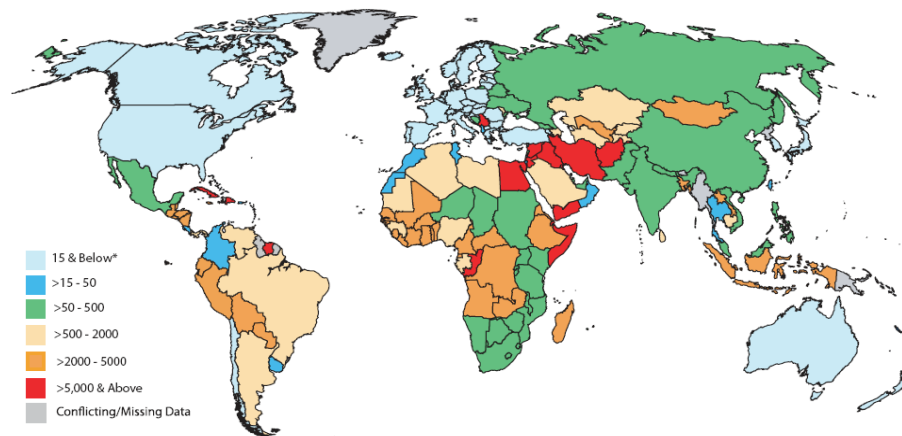 15 & Below*
>15 - 50
>50 - 500
>500 - 2000
>2000 - 5000
>5,000 & Above
Conflicting/Missing Data